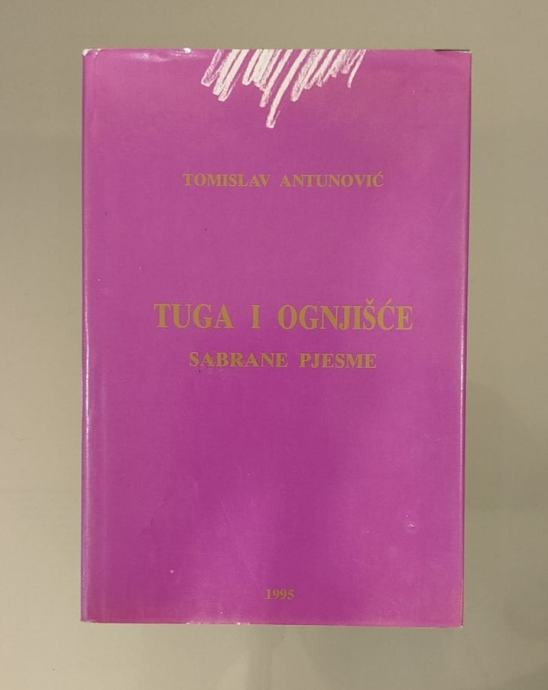 TOMISLAV ANTUNOVIĆ
TUGA I OGNJIŠĆE
SABRANE PJESME
1995